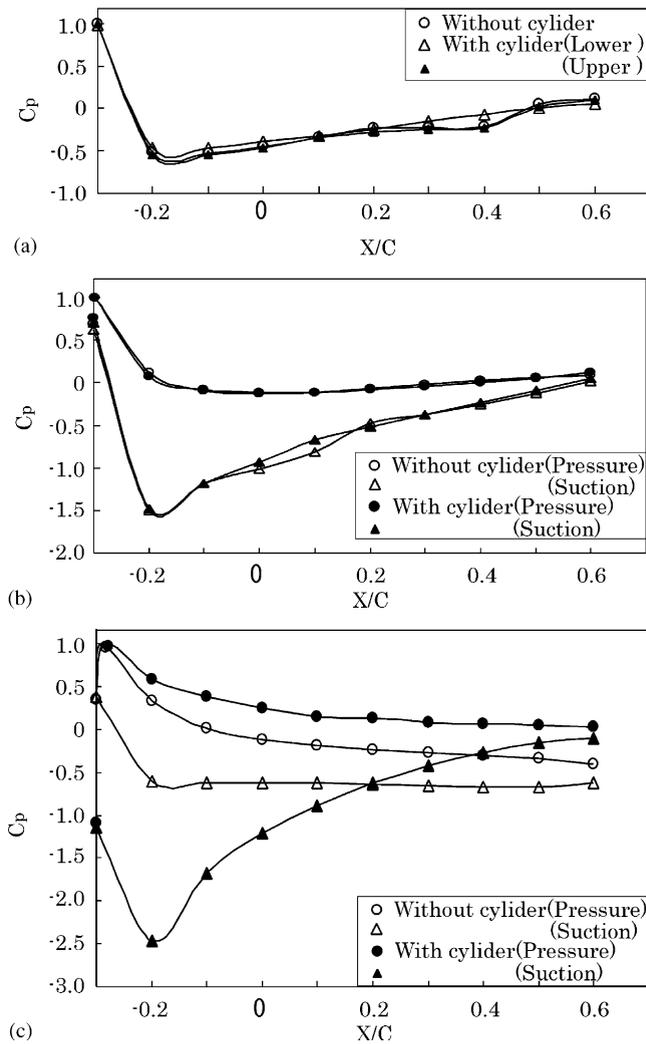 1.0
0.5
0
-0.5
-1.0
Cp
Without cylider
With cylider(Lower )
(Upper )
-0.2 0 0.2 0.4 0.6
X/C
(a)
1.0
0.5
0
-0.5
-1.0
-1.5
-2.0
Cp
Without cylider(Pressure)
(Suction)
With cylider(Pressure)
(Suction)
-0.2 0 0.2 0.4 0.6
X/C
(b)
1.0
0.5
0
-0.5
-1.0
-1.5
-2.0
-2.5
-3.0
Cp
Without cylider(Pressure)
(Suction)
With cylider(Pressure)
(Suction)
-0.2 0 0.2 0.4 0.6
X/C
(c)